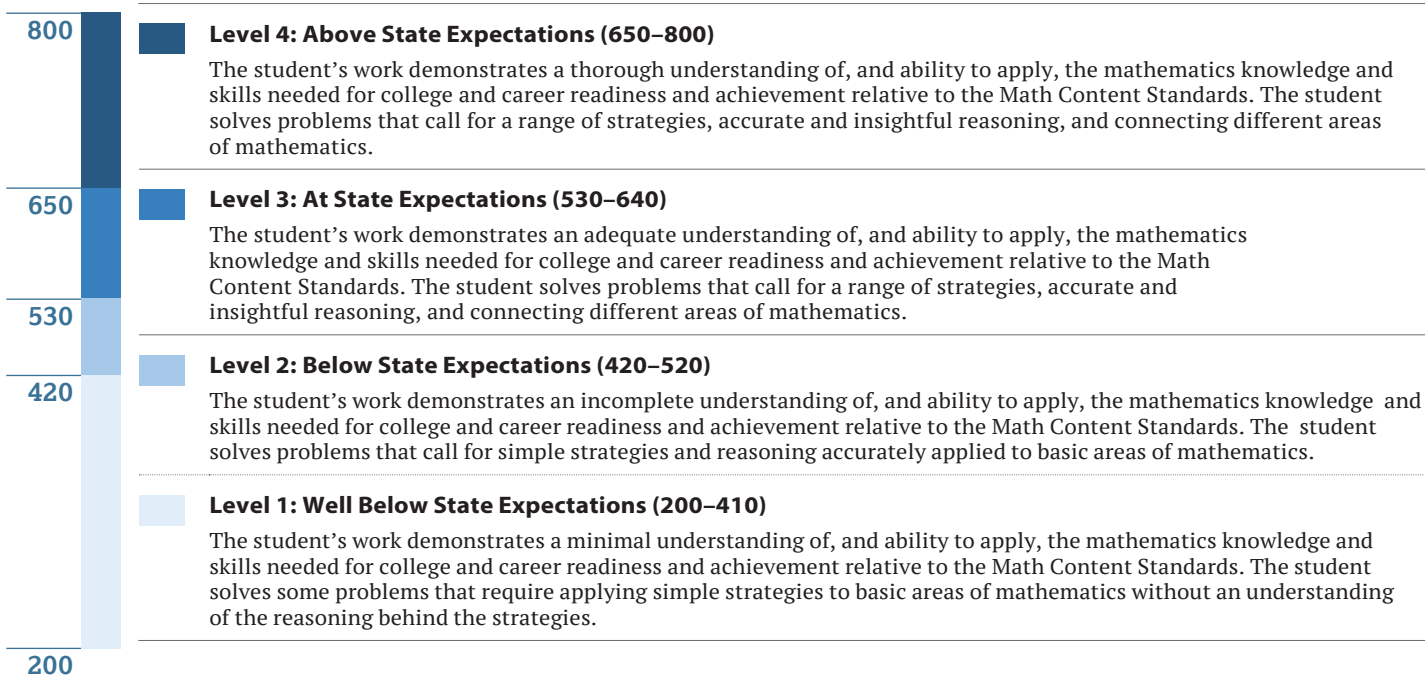 800
Level 4: Above State Expectations (650–800)
The student’s work demonstrates a thorough understanding of, and ability to apply, the mathematics knowledge and
skills needed for college and career readiness and achievement relative to the Math Content Standards. The student
solves problems that call for a range of strategies, accurate and insightful reasoning, and connecting different areas
of mathematics.
650
Level 3: At State Expectations (530–640)
The student’s work demonstrates an adequate understanding of, and ability to apply, the mathematics
knowledge and skills needed for college and career readiness and achievement relative to the Math
Content Standards. The student solves problems that call for a range of strategies, accurate and
insightful reasoning, and connecting different areas of mathematics.
530
Level 2: Below State Expectations (420–520)
420
The student’s work demonstrates an incomplete understanding of, and ability to apply, the mathematics knowledge and
skills needed for college and career readiness and achievement relative to the Math Content Standards. The student
solves problems that call for simple strategies and reasoning accurately applied to basic areas of mathematics.
Level 1: Well Below State Expectations (200–410)
The student’s work demonstrates a minimal understanding of, and ability to apply, the mathematics knowledge and
skills needed for college and career readiness and achievement relative to the Math Content Standards. The student
solves some problems that require applying simple strategies to basic areas of mathematics without an understanding
of the reasoning behind the strategies.
200